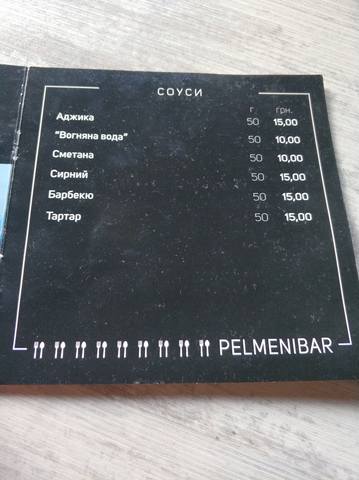 СОУСИ
г. грн.
Аджика 50 15,00
"Вогняна вода" 50 10,00
Сметана 50 10,00
Сирний 50 15,00
Барбекю 50 15,00
Тартар 50 15,00
PELMENIBAR